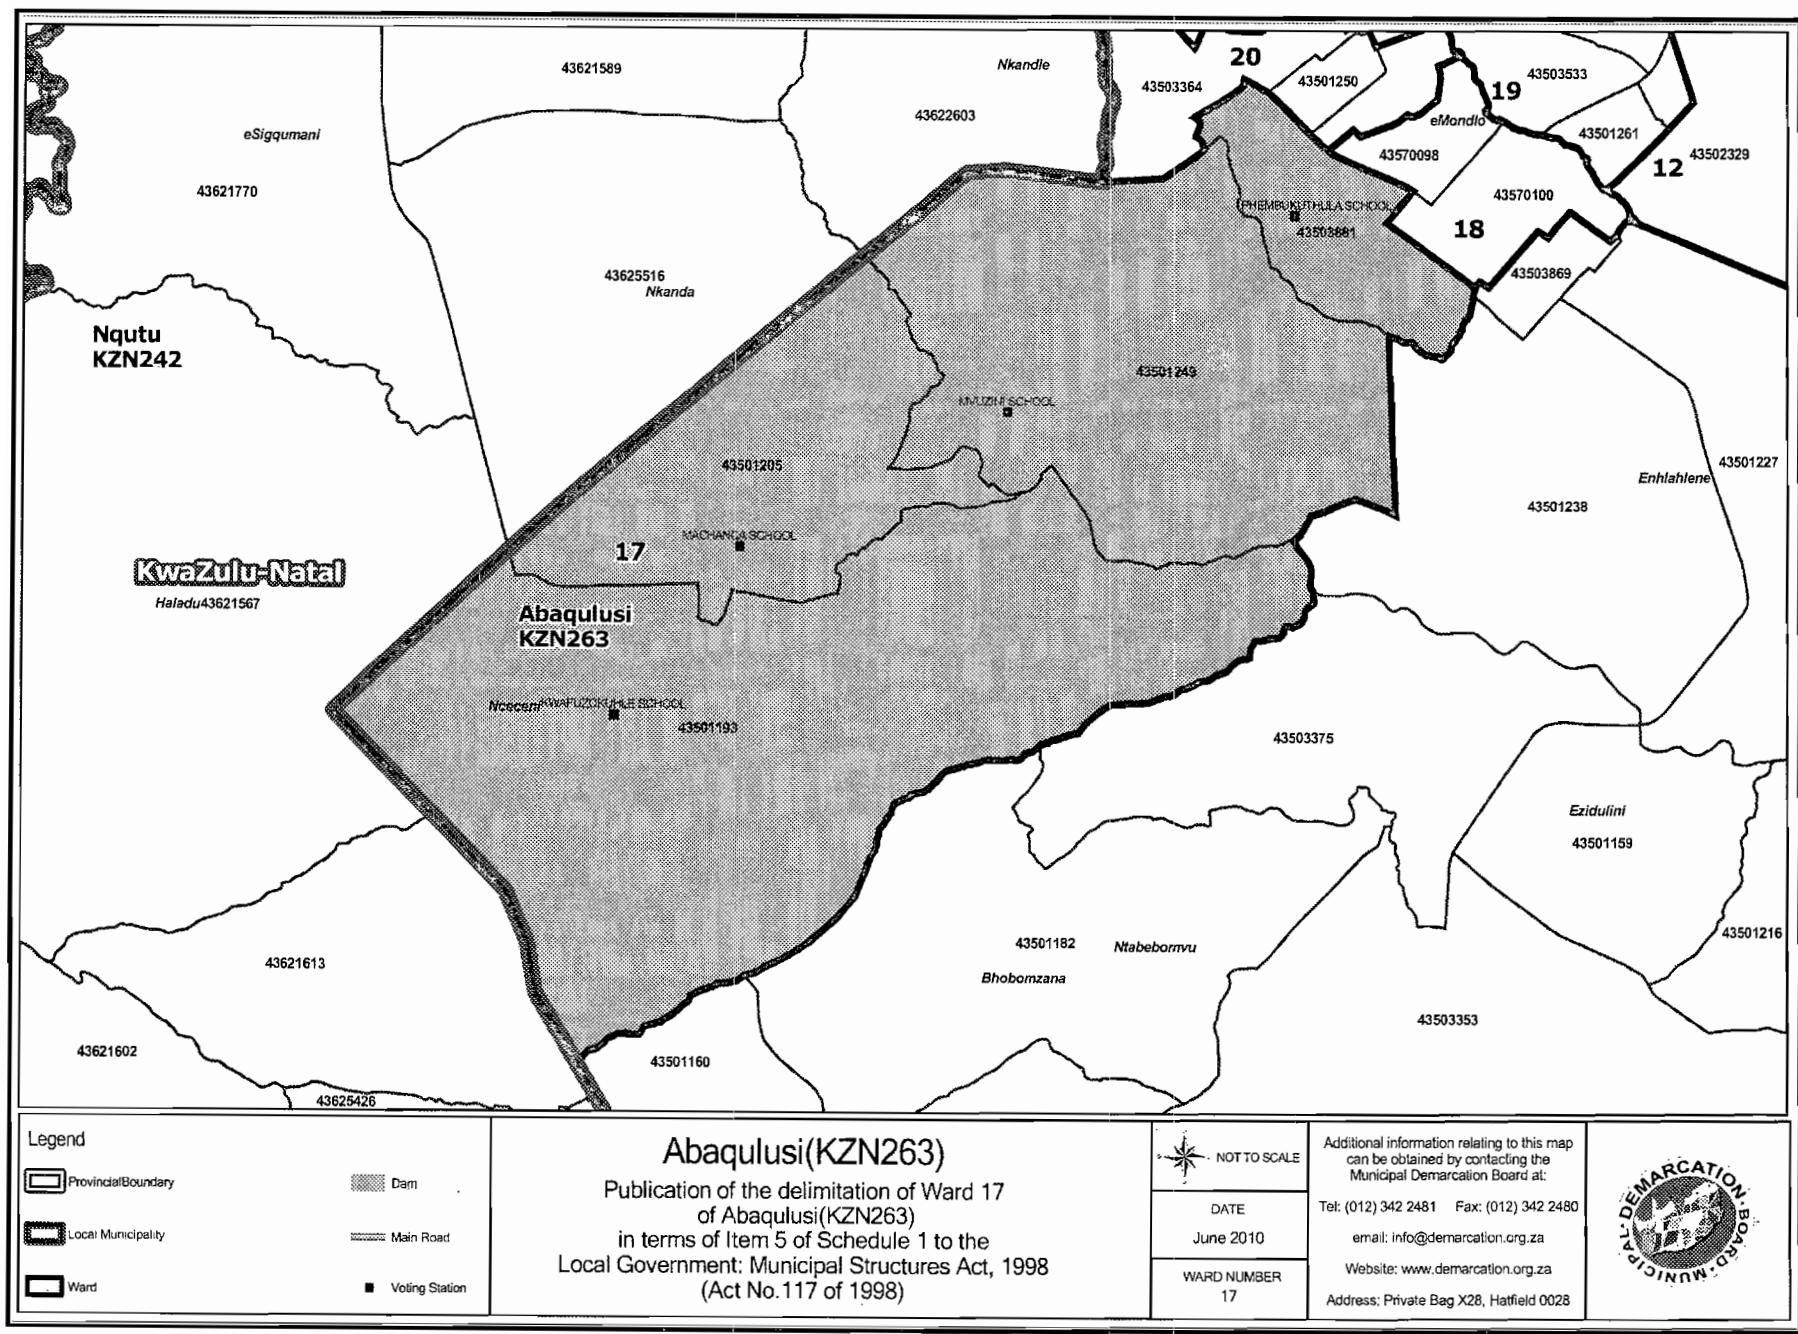 20
43621589
Nkandle
43503364
43501250
43503533
19
43622603
eMondlo
43501261
eSigqumani
43570098
12
43502329
43621770
43570100
PHEMBUKUTHULA SCHOOL
43503881
18
43625516
Nkanda
43503869
Nqutu
KZN242
43501249
MVUZINI SCHOOL
43501205
43501227
Enhlahlene
43501238
MACHANCA SCHOOL
17
KwaZulu-Natal
Haladu43621567
Abaqulusi
KZN263
NceceniKWAFUZOKUHLE SCHOOL
43501193
43503375
Ezidulini
43501159
43501216
43501182
Ntabebomvu
43621613
Bhobomzana
43503353
43621602
43501160
43625426
Legend
ProvincialBoundary
Dam
Local Municipality
Main Road
Ward
Voting Station
Abaqulusi(KZN263)
Publication of the delimitation of Ward 17
of Abaqulusi(KZN263)
in terms of Item 5 of Schedule 1 to the
Local Government: Municipal Structures Act, 1998
(Act No.117 of 1998)
NOT TO SCALE
DATE
June 2010
WARD NUMBER
17
Additional information relating to this map
can be obtained by contacting the
Municipal Demarcation Board at:
Tel: (012) 342 2481 Fax: (012) 342 2480
email: info@demarcation.org.za
Website: www.demarcation.org.za
Address: Private Bag X28, Hatfield 0028
MUNICIPAL · DEMARCATION · BOARD ·